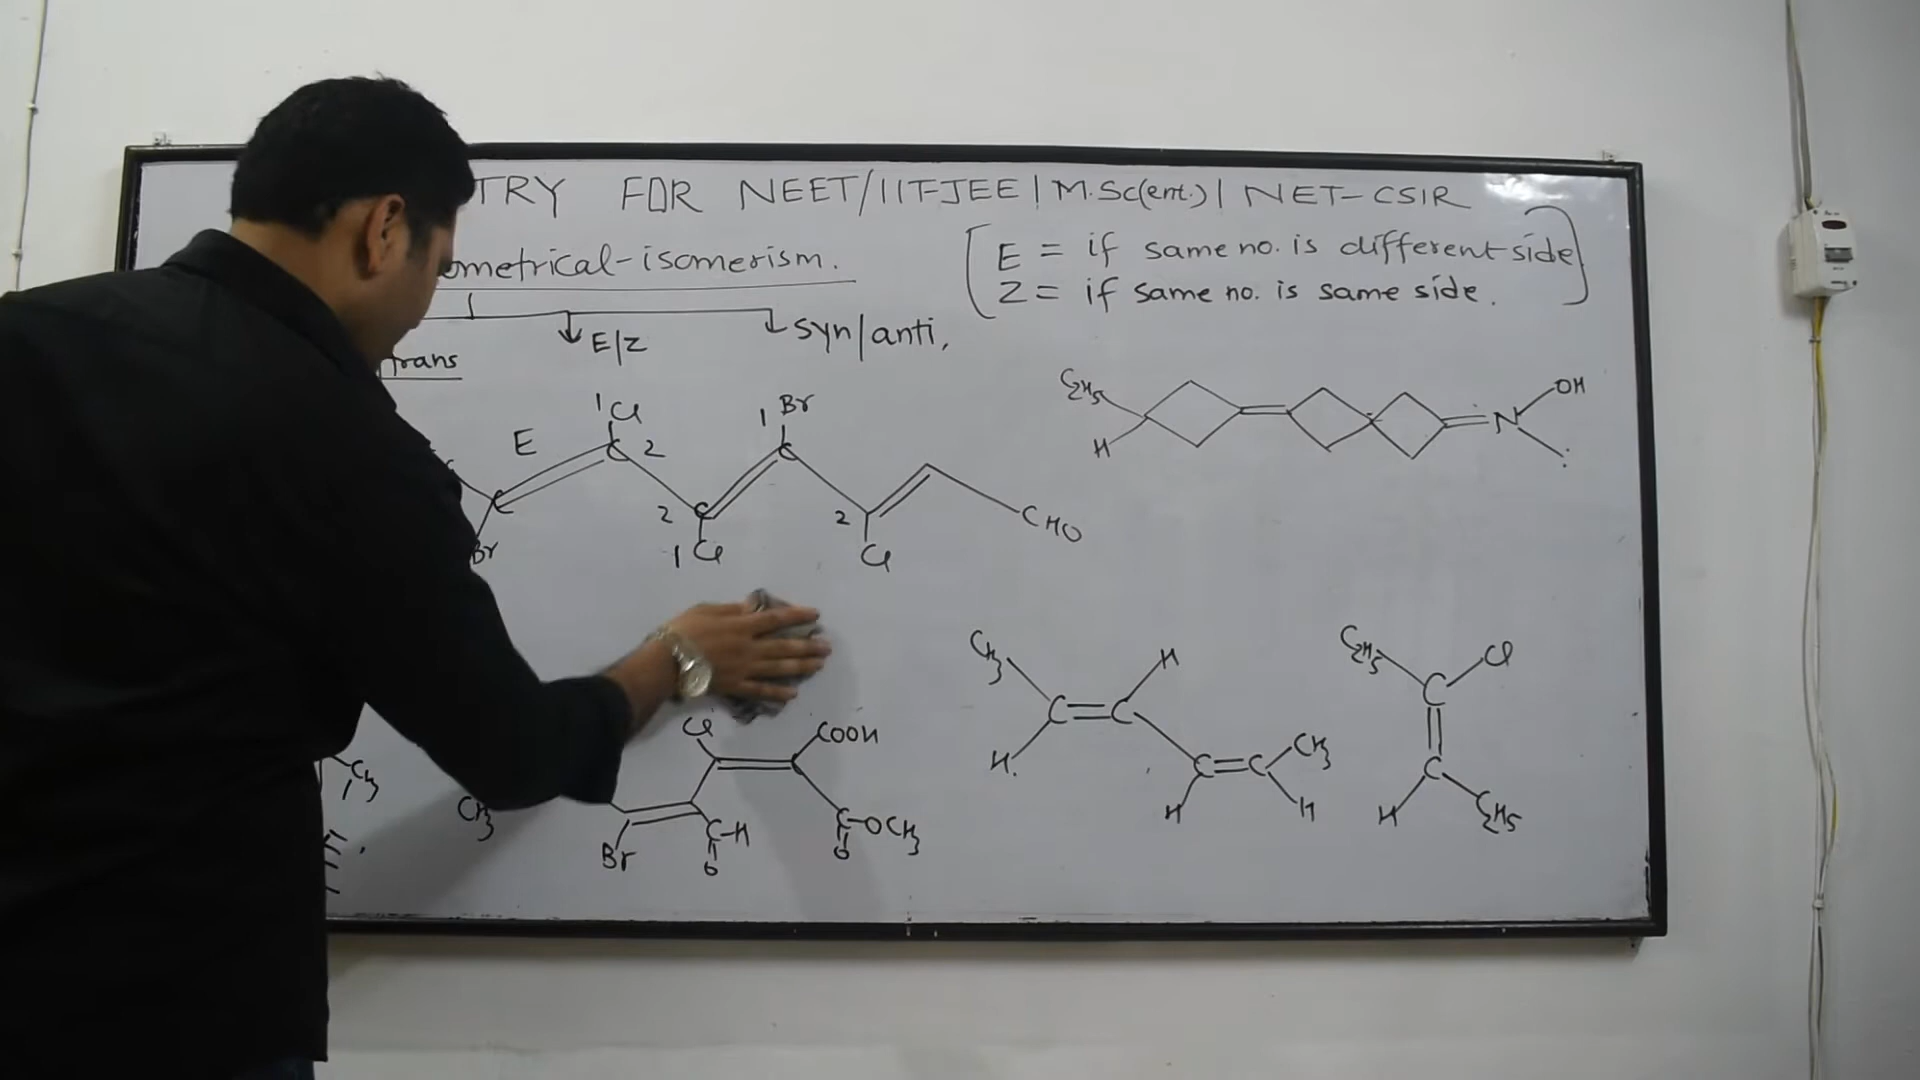 TRY FOR NEET/IIT-JEE | M.Sc(ent.) | NET-CSIR
ometrical-isomerism.
[E = if same no. is different side
Z = if same no. is same side.]
E/Z
syn/anti,
trans
C2H5
H
N
OH
:
1 Cl
1 Br
E
C 2
C
C
2 C
2
Br
1 Cl
Cl
CHO
CH3
H
C=C
H
C=C
CH3
H
H
C2H5
Cl
C
C
H
C2H5
Cl
COOH
CH3
CH3
Br
C-H
O
C-OCH3
O